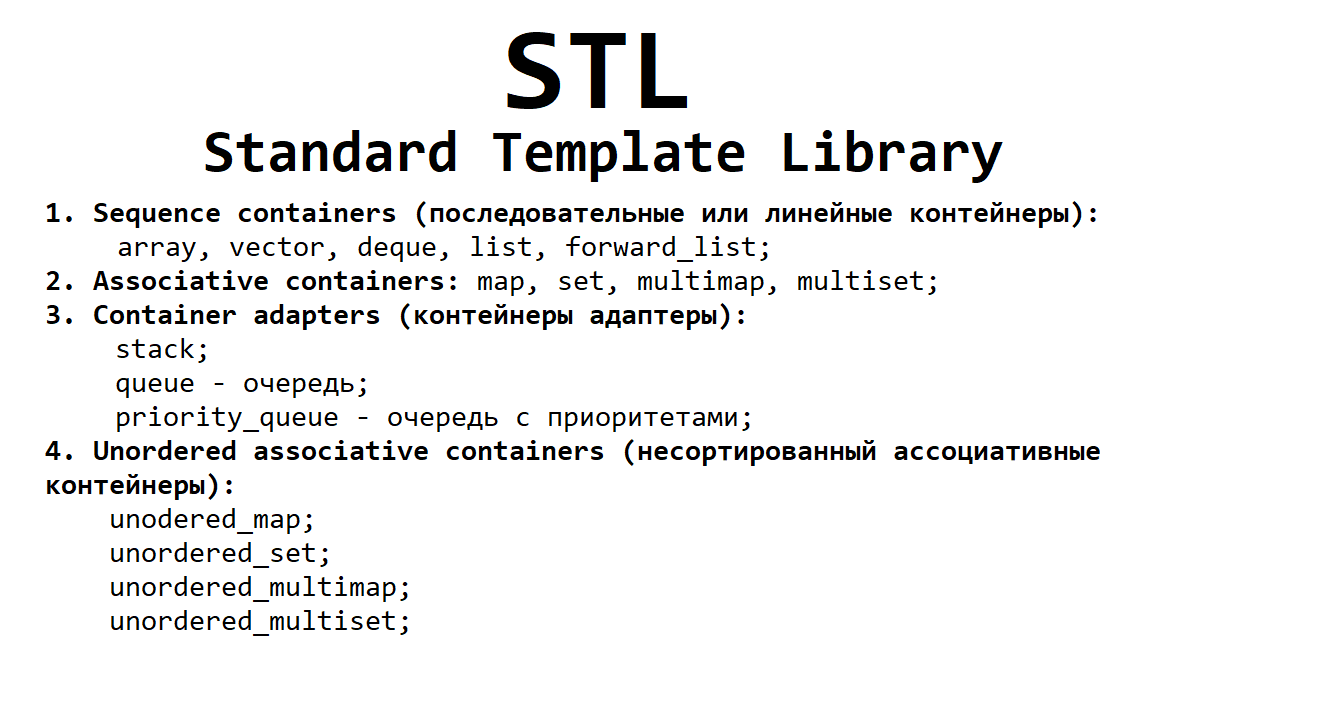 STL
Standard Template Library
1. Sequence containers (последовательные или линейные контейнеры):
array, vector, deque, list, forward_list;
2. Associative containers: map, set, multimap, multiset;
3. Container adapters (контейнеры адаптеры):
stack;
queue - очередь;
priority_queue - очередь с приоритетами;
4. Unordered associative containers (несортированный ассоциативные
контейнеры):
unodered_map;
unordered_set;
unordered_multimap;
unordered_multiset;